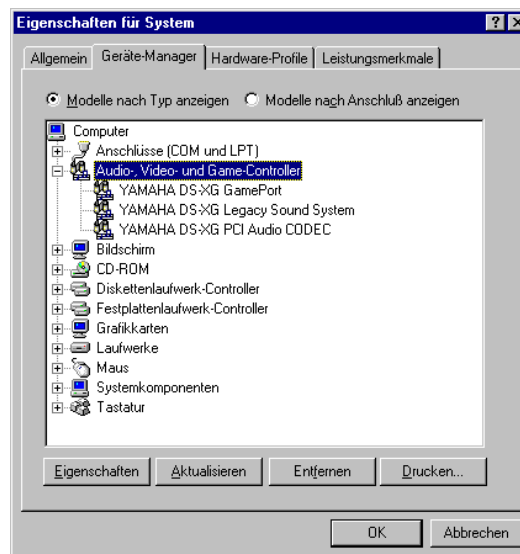 Eigenschaften für System
Allgemein Geräte-Manager Hardware-Profile Leistungsmerkmale
Modelle nach Typ anzeigen Modelle nach Anschluß anzeigen
Computer
Anschlüsse (COM und LPT)
Audio-, Video- und Game-Controller
YAMAHA DS-XG GamePort
YAMAHA DS-XG Legacy Sound System
YAMAHA DS-XG PCI Audio CODEC
Bildschirm
CD-ROM
Diskettenlaufwerk-Controller
Festplattenlaufwerk-Controller
Grafikkarten
Laufwerke
Maus
Systemkomponenten
Tastatur
Eigenschaften Aktualisieren Entfernen Drucken...
OK Abbrechen